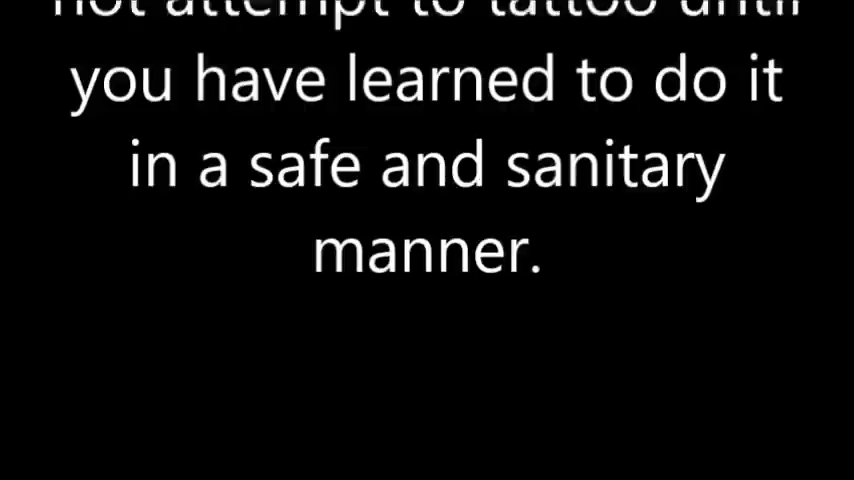 not attempt to tattoo until
you have learned to do it
in a safe and sanitary
manner.